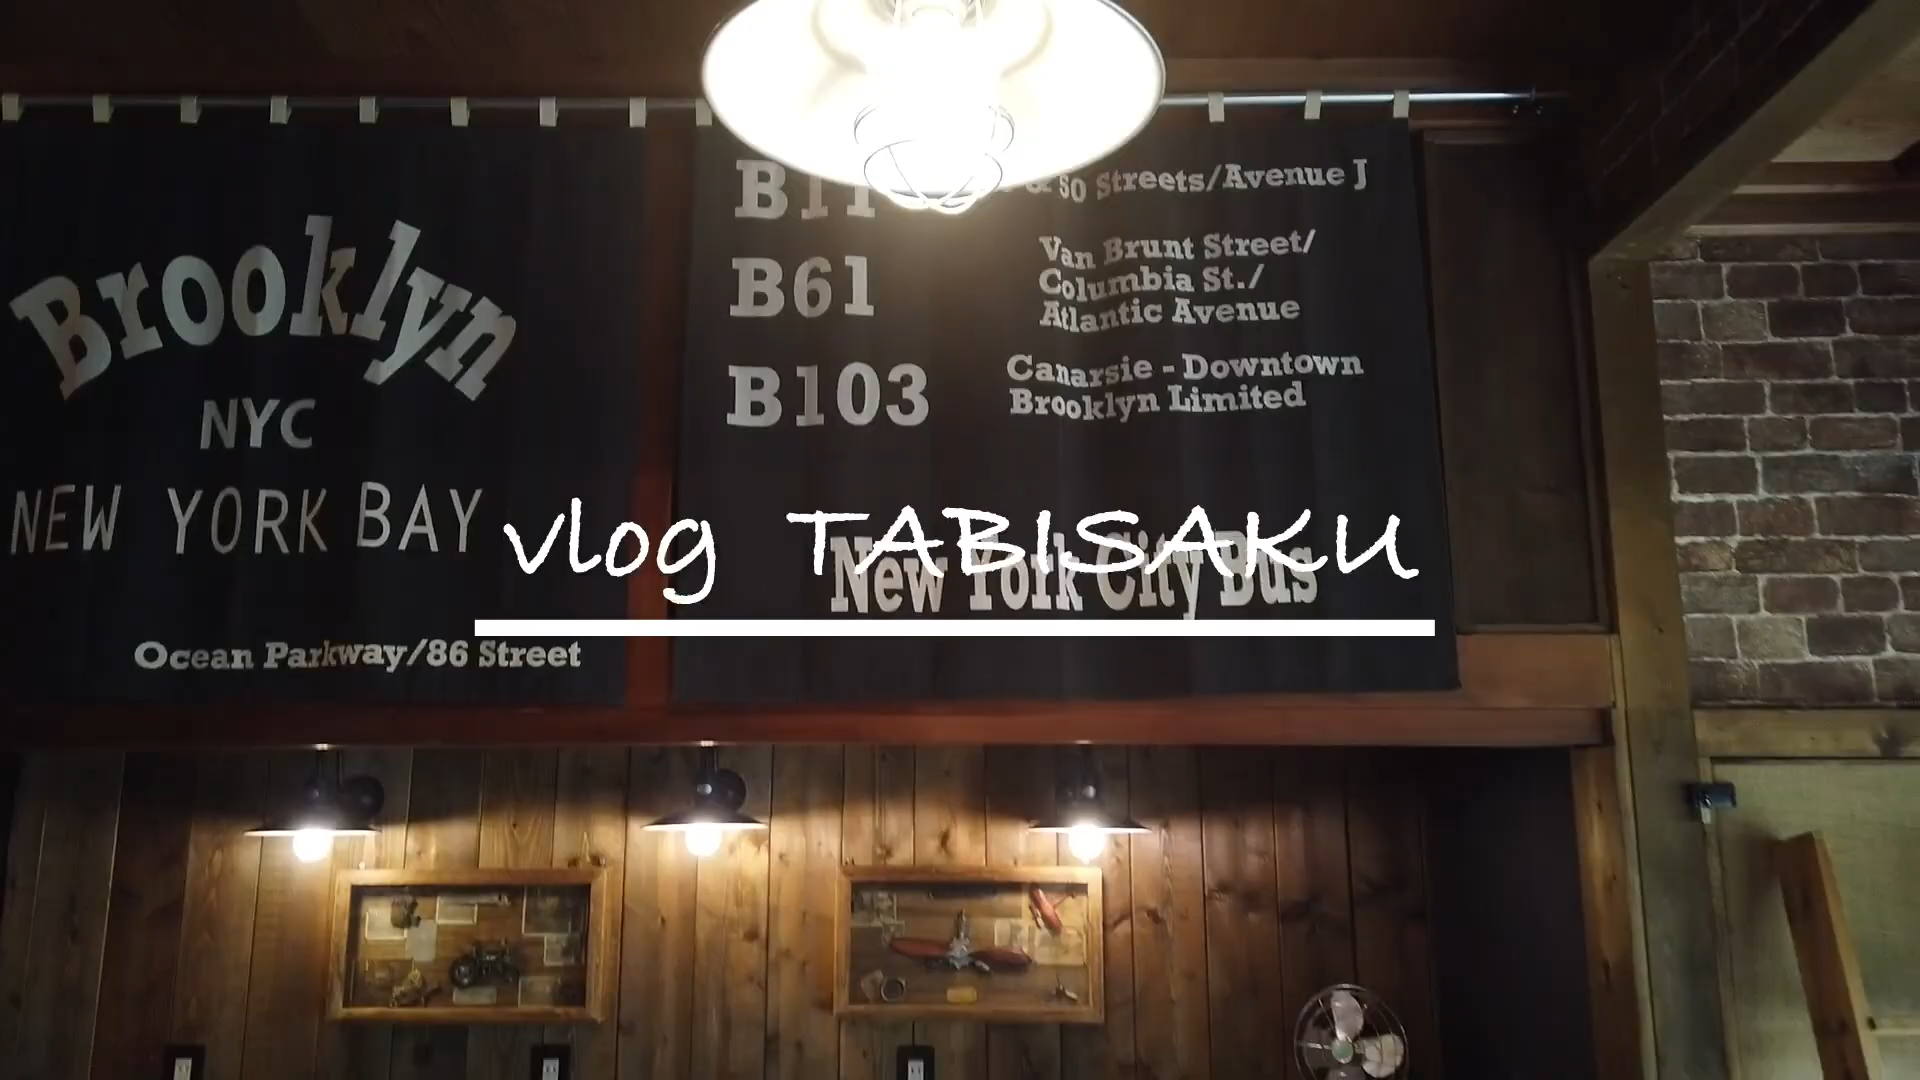 Brooklyn
NYC
NEW YORK BAY
Ocean Parkway/86 Street
B11
& 50 Streets/Avenue J
B61
Van Brunt Street/
Columbia St./
Atlantic Avenue
B103
Canarsie - Downtown
Brooklyn Limited
New York City Bus
vlog TABISAKU